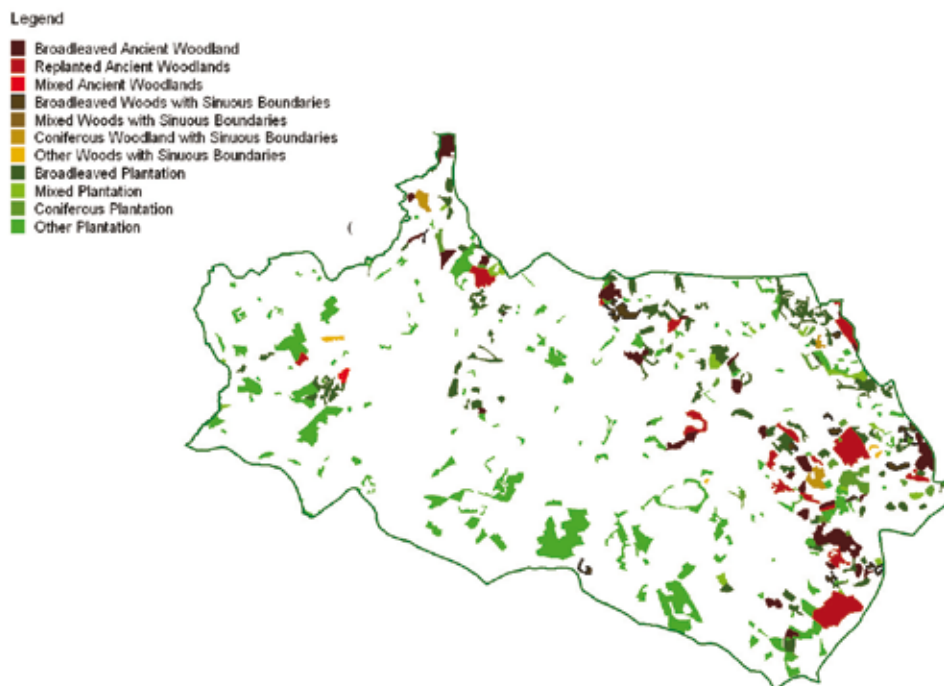 Legend
Broadleaved Ancient Woodland
Replanted Ancient Woodlands
Mixed Ancient Woodlands
Broadleaved Woods with Sinuous Boundaries
Mixed Woods with Sinuous Boundaries
Coniferous Woodland with Sinuous Boundaries
Other Woods with Sinuous Boundaries
Broadleaved Plantation
Mixed Plantation
Coniferous Plantation
Other Plantation